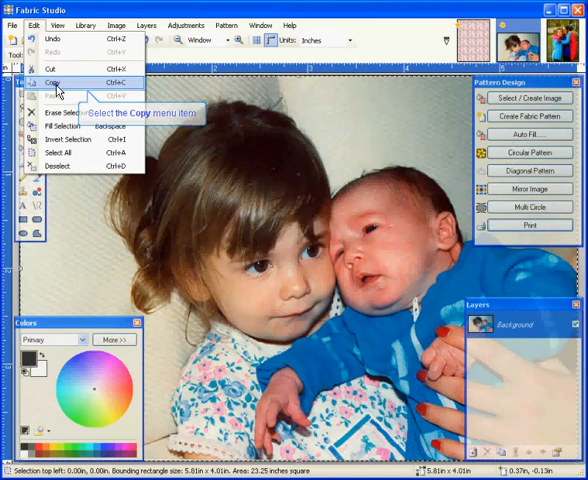 Fabric Studio
File Edit View Library Image Layers Adjustments Pattern Window Help
Window Units: Inches
Undo Ctrl+Z
Redo Ctrl+Y
Cut Ctrl+X
Copy Ctrl+C
Select the Copy menu item
Erase Selection
Fill Selection Backspace
Invert Selection Ctrl+I
Select All Ctrl+A
Deselect Ctrl+D
Pattern Design
Select / Create Image
Create Fabric Pattern
Auto Fill.....
Circular Pattern
Diagonal Pattern
Mirror Image
Multi Circle
Print
Layers
Background
Colors
Primary More >>
Selection top left: 0.00in, 0.00in. Bounding rectangle size: 5.81in x 4.01in. Area: 23.25 inches square 5.81in x 4.01in 0.37in, -0.13in